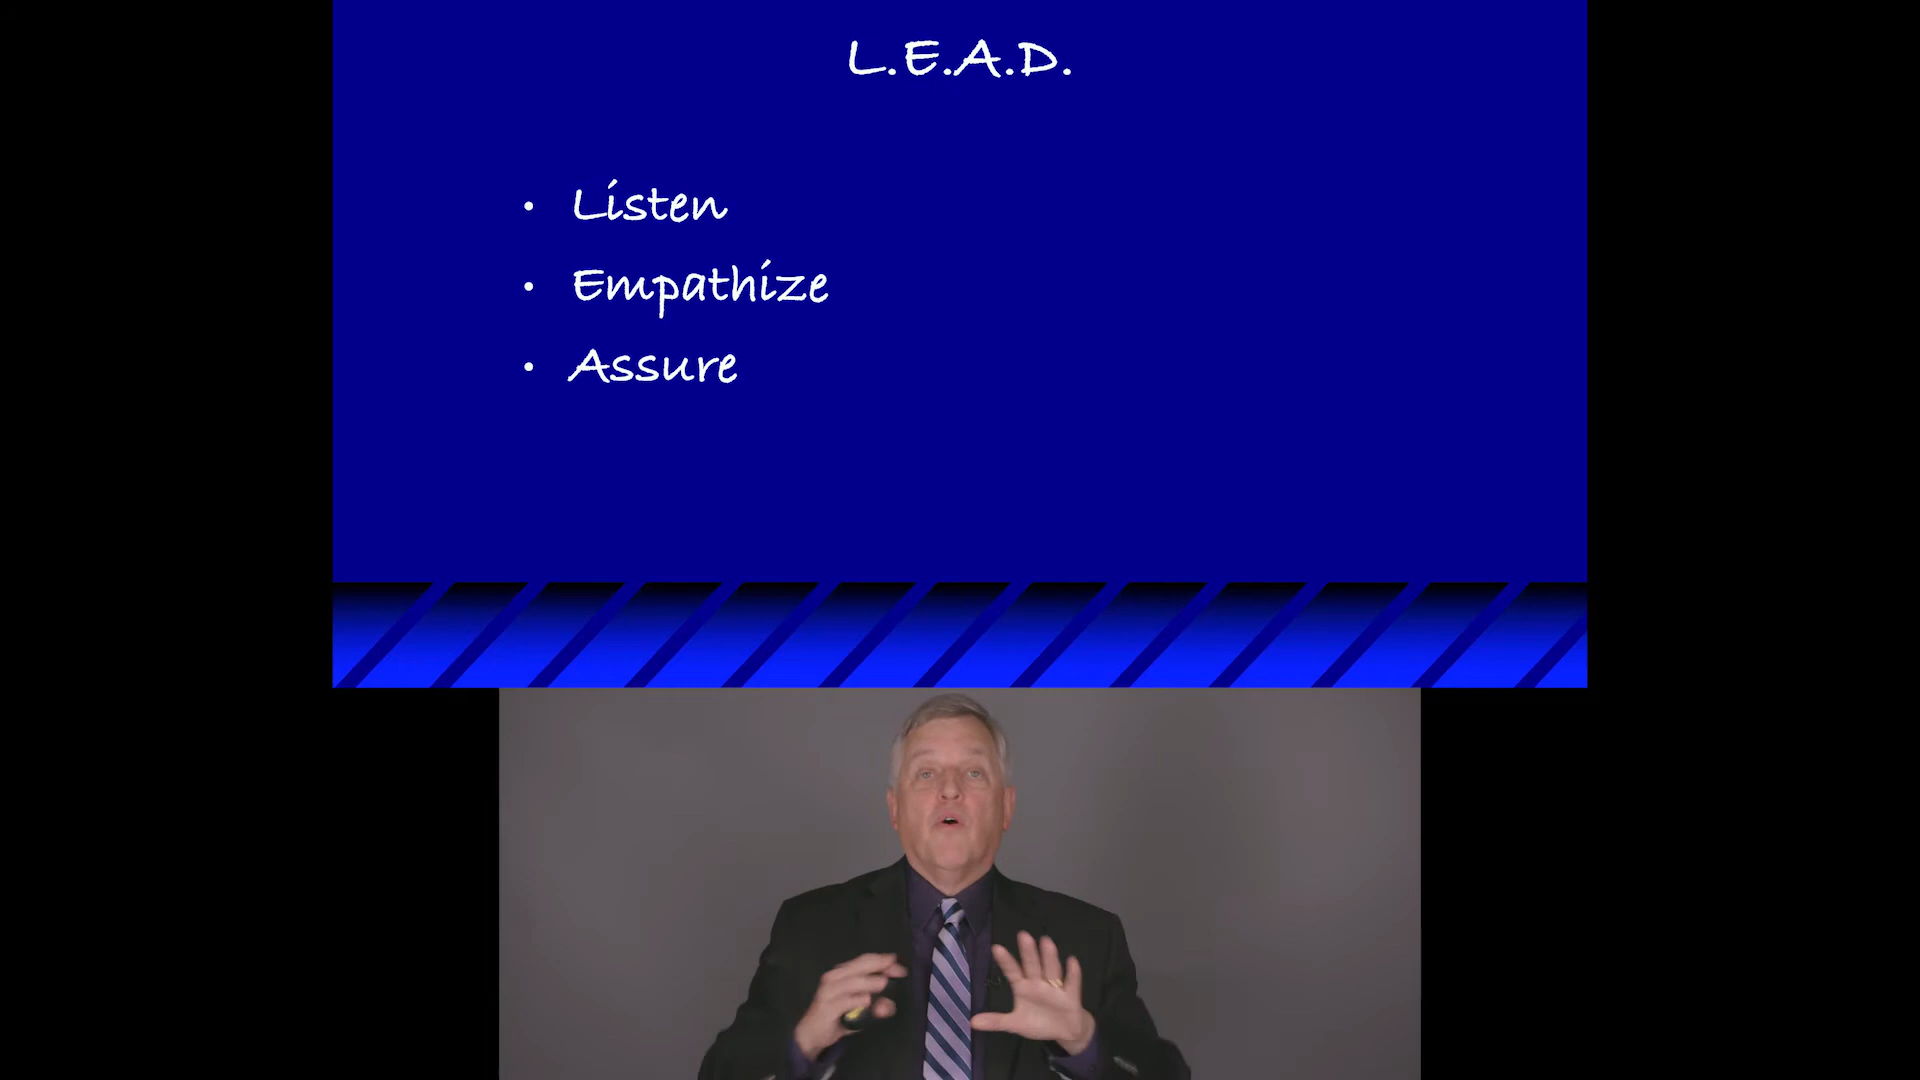 L.E.A.D.
• Listen
• Empathize
• Assure